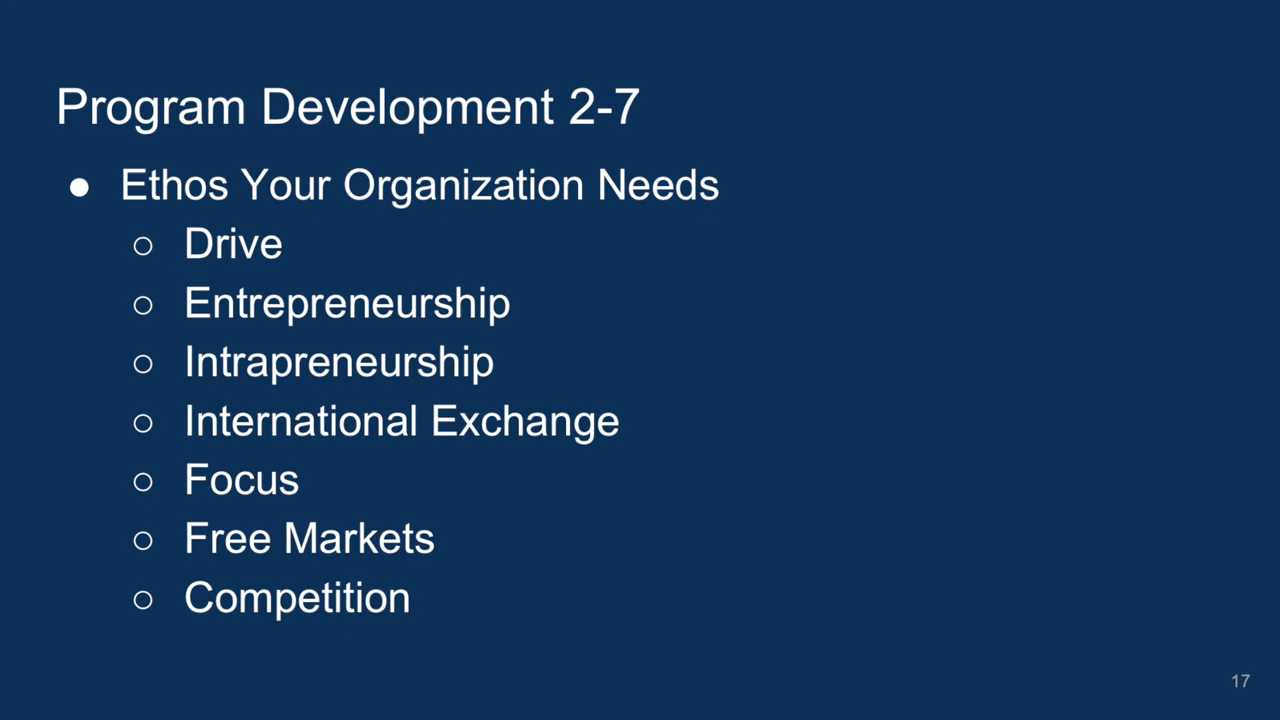 Program Development 2-7
● Ethos Your Organization Needs
○ Drive
○ Entrepreneurship
○ Intrapreneurship
○ International Exchange
○ Focus
○ Free Markets
○ Competition
17